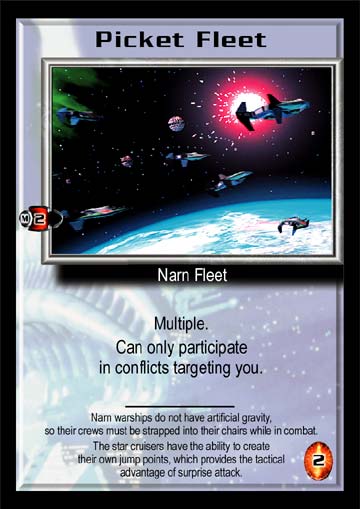 Picket Fleet
M 2
Narn Fleet
Multiple.
Can only participate
in conflicts targeting you.
Narn warships do not have artificial gravity,
so their crews must be strapped into their chairs while in combat.
The star cruisers have the ability to create
their own jump points, which provides the tactical
advantage of surprise attack.
2